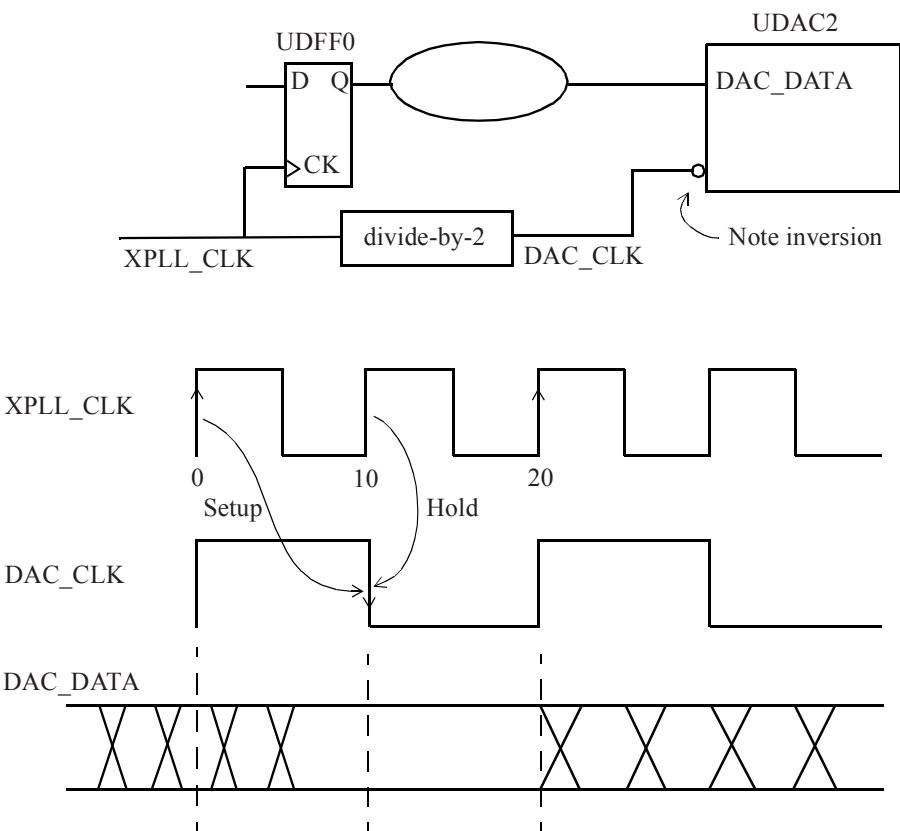 UDAC2
UDFF0
D Q
DAC_DATA
CK
divide-by-2
Note inversion
XPLL_CLK
DAC_CLK
XPLL_CLK
0
10
20
Setup
Hold
DAC_CLK
DAC_DATA